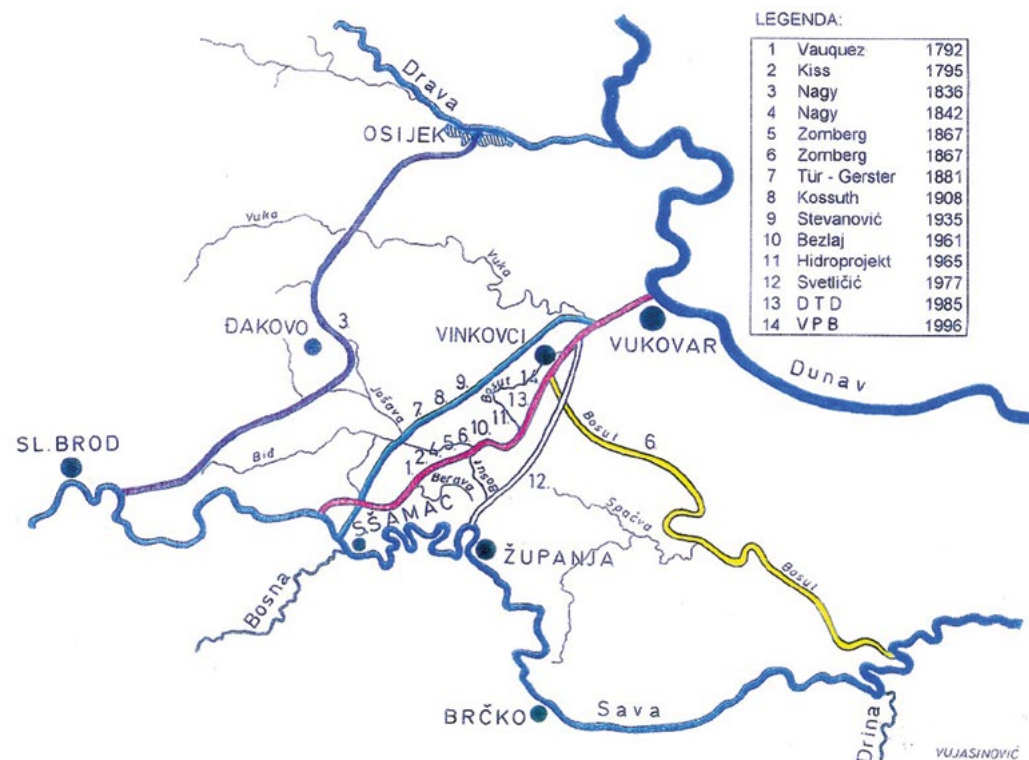 LEGENDA:
1 Vauquez 1792
2 Kiss 1795
3 Nagy 1836
4 Nagy 1842
5 Zornberg 1867
6 Zornberg 1867
7 Tür - Gerster 1881
8 Kossuth 1908
9 Stevanović 1935
10 Bezlaj 1961
11 Hidroprojekt 1965
12 Svetličić 1977
13 D T D 1985
14 V P B 1996
Drava
OSIJEK
Vuka
Vuka
ĐAKOVO
3.
VINKOVCI
VUKOVAR
Dunav
Jošava
7.
8.
9.
Bosut
14.
13.
11.
SL.BROD
Biđ
1.
2.
4.
5.
6.
10.
Bosut
6.
Berava
Bosut
12.
Spačva
S.ŠAMAC
ŽUPANJA
Bosna
Bosut
BRČKO
Sava
Drina
VUJASINOVIĆ